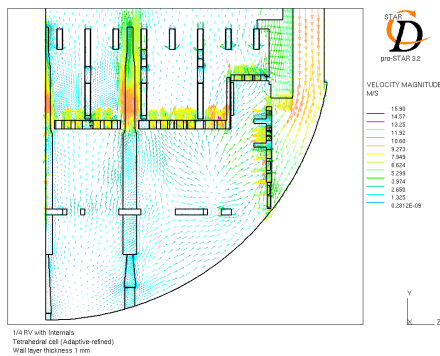 STAR
CD
pro-STAR 3.2
VELOCITY MAGNITUDE
M/S
15.90
14.57
13.25
11.92
10.60
9.273
7.949
6.624
5.299
3.974
2.650
1.325
0.2812E-09
Y
X
Z
1/4 RV with Internals
Tetrahedral cell (Adaptive-refined)
Wall layer thickness 1 mm